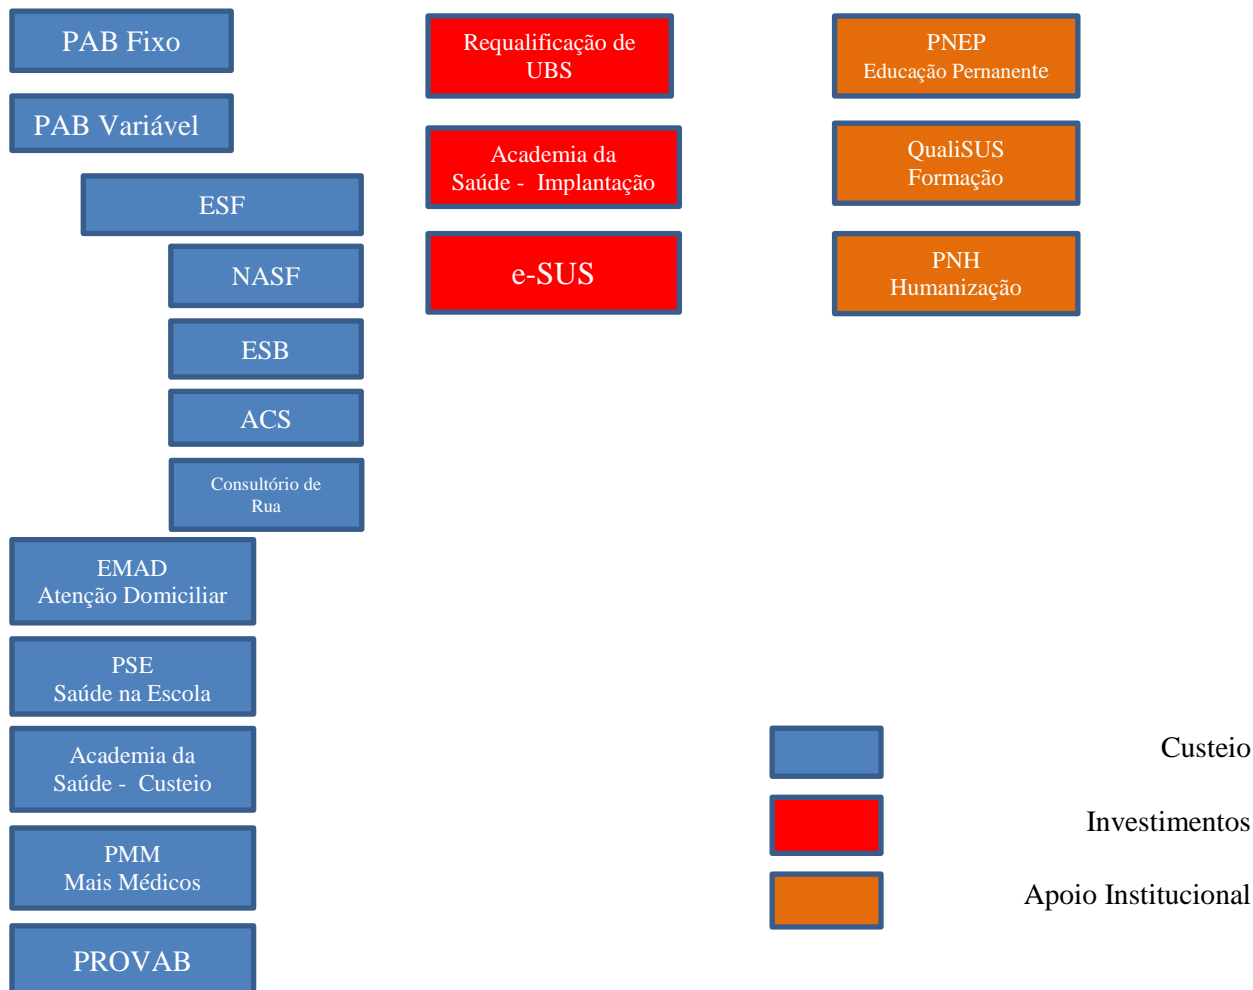 PAB Fixo
PAB Variável
ESF
NASF
ESB
ACS
Consultório de
Rua
EMAD
Atenção Domiciliar
PSE
Saúde na Escola
Academia da
Saúde - Custeio
PMM
Mais Médicos
PROVAB
Requalificação de
UBS
Academia da
Saúde - Implantação
e-SUS
PNEP
Educação Pernanente
QualiSUS
Formação
PNH
Humanização
Custeio
Investimentos
Apoio Institucional